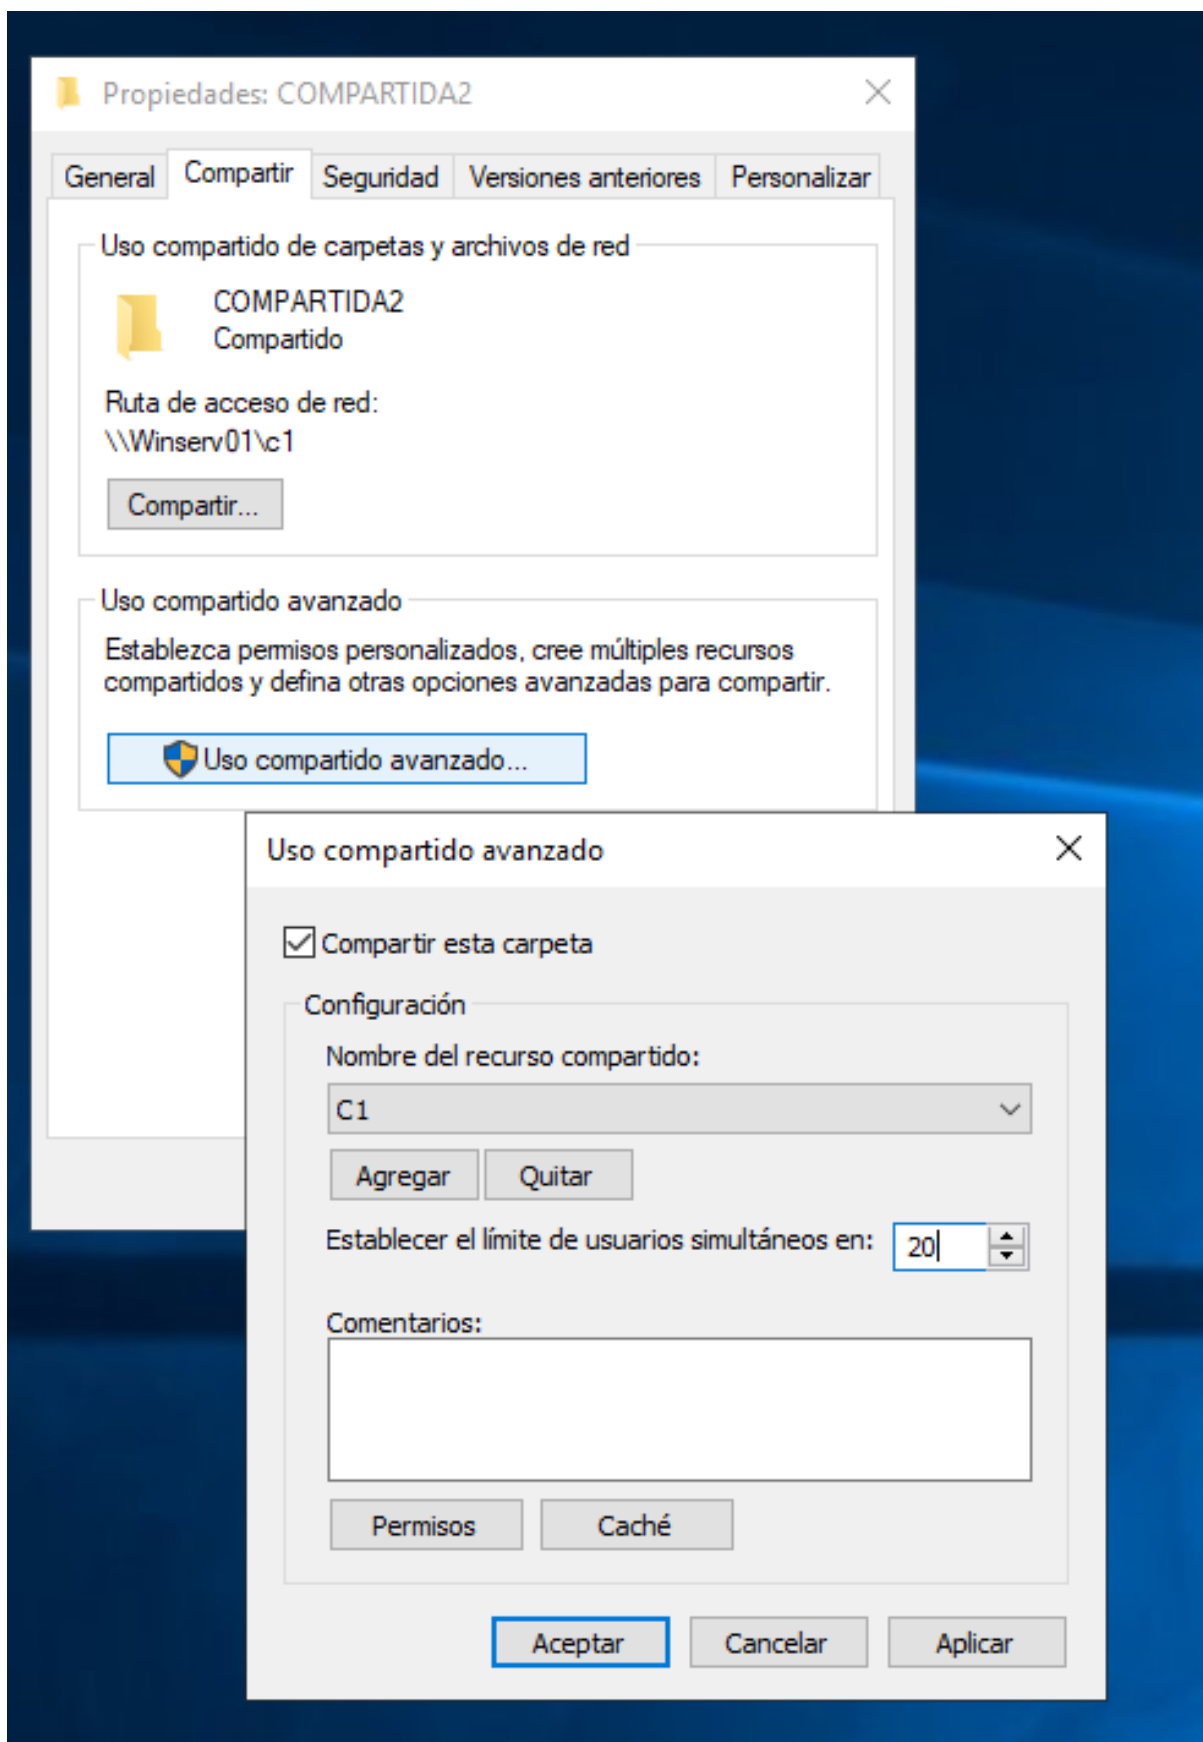 Propiedades: COMPARTIDA2
General Compartir Seguridad Versiones anteriores Personalizar
Uso compartido de carpetas y archivos de red
COMPARTIDA2
Compartido
Ruta de acceso de red:
\\Winserv01\c1
Compartir...
Uso compartido avanzado
Establezca permisos personalizados, cree múltiples recursos
compartidos y defina otras opciones avanzadas para compartir.
Uso compartido avanzado...
Uso compartido avanzado
Compartir esta carpeta
Configuración
Nombre del recurso compartido:
C1
Agregar Quitar
Establecer el límite de usuarios simultáneos en: 20
Comentarios:
Permisos Caché
Aceptar Cancelar Aplicar